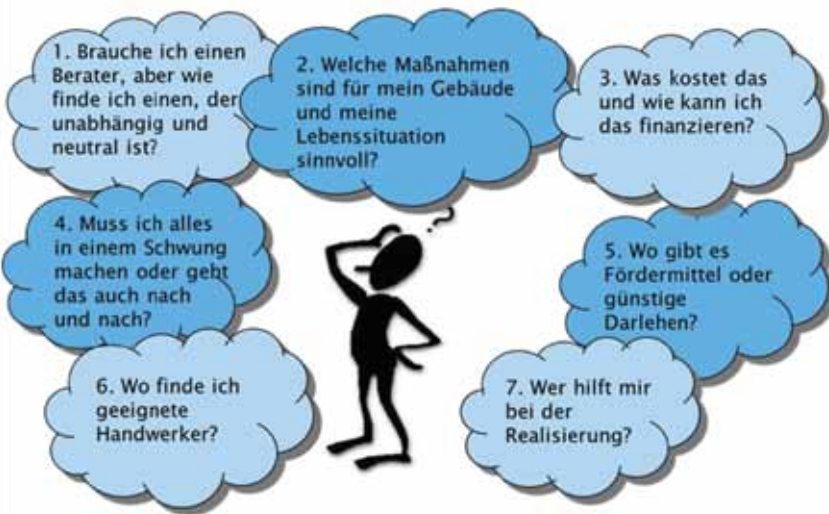 1. Brauche ich einen
Berater, aber wie
finde ich einen, der
unabhängig und
neutral ist?
2. Welche Maßnahmen
sind für mein Gebäude
und meine
Lebenssituation
sinnvoll?
3. Was kostet das
und wie kann ich
das finanzieren?
4. Muss ich alles
in einem Schwung
machen oder geht
das auch nach
und nach?
5. Wo gibt es
Fördermittel oder
günstige
Darlehen?
6. Wo finde ich
geeignete
Handwerker?
7. Wer hilft mir
bei der
Realisierung?
?